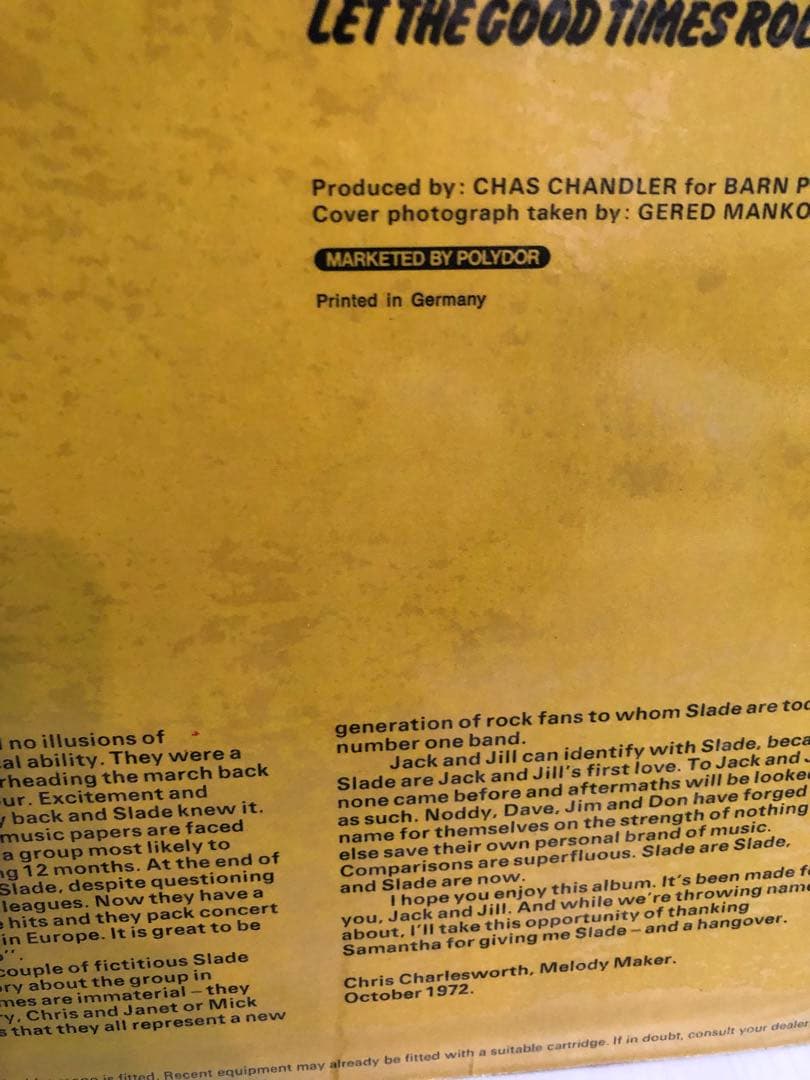 LET THE GOOD TIMES
Produced by: CHAS CHANDLER for BARN
Cover photograph taken by: GERED
MARKETED BY POLYDOR
Printed in Germany
no illusions of
ability. They were a
the march back
Excitement and
back and Slade knew it.
music papers are faced
a group most likely to
12 months. At the end of
Slade, despite questioning
leagues. Now they have a
hits and they pack concert
in Europe. It is great to be
couple of fictitious Slade
about the group in
are immaterial – they
Chris and Janet or Mick
that they all represent a new
generation of rock fans to whom Slade are
number one band.
Jack and Jill can identify with Slade,
Slade are Jack and Jill's first love. To Jack and
none came before and aftermaths will be
as such. Noddy, Dave, Jim and Don have forged
name for themselves on the strength of nothing
else save their own personal brand of music.
Comparisons are superfluous. Slade are Slade,
and Slade are now.
I hope you enjoy this album. It's been made
you, Jack and Jill. And while we're throwing
about, I'll take this opportunity of thanking
Samantha for giving me Slade – and a hangover.
Chris Charlesworth, Melody Maker.
October 1972.
is fitted. Recent equipment may already be fitted with a suitable cartridge. If in doubt, consult your dealer